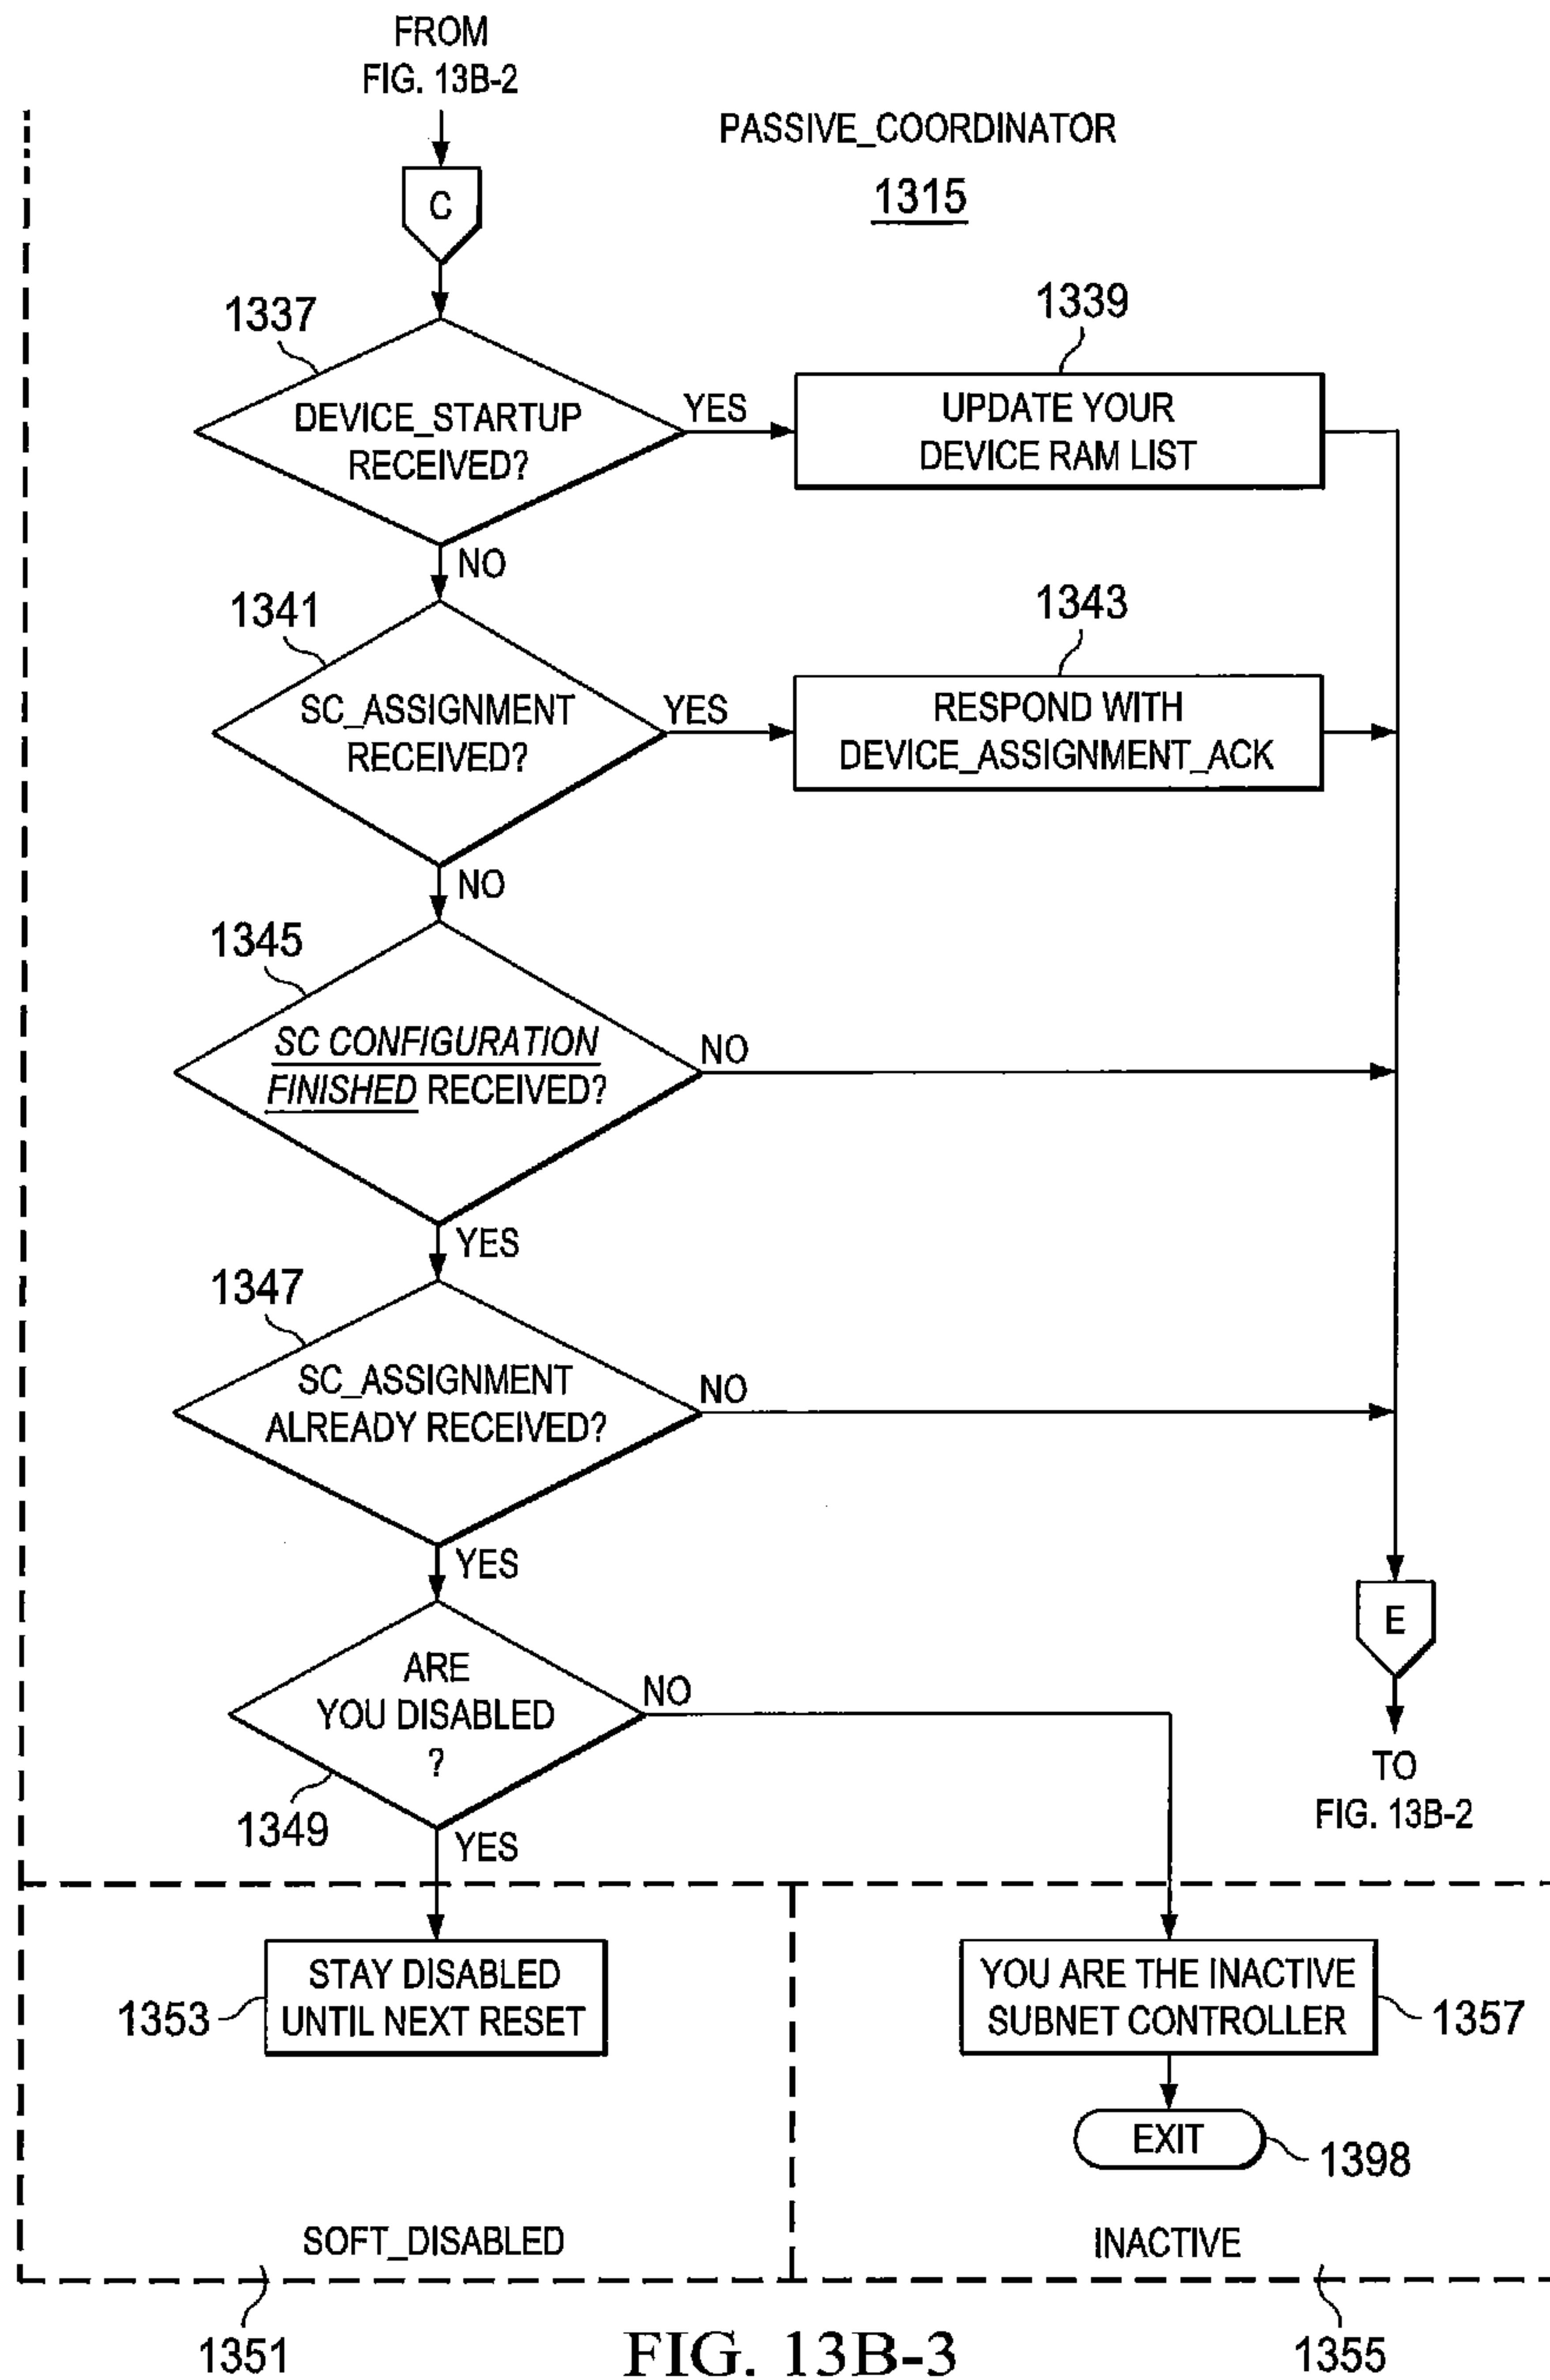 FROM
FIG. 13B-2
PASSIVE_COORDINATOR
1315
C
1337
DEVICE_STARTUP
RECEIVED?
YES
1339
UPDATE YOUR
DEVICE RAM LIST
NO
1341
SC_ASSIGNMENT
RECEIVED?
YES
1343
RESPOND WITH
DEVICE_ASSIGNMENT_ACK
NO
1345
SC CONFIGURATION
FINISHED RECEIVED?
NO
YES
1347
SC_ASSIGNMENT
ALREADY RECEIVED?
NO
YES
ARE
YOU DISABLED
?
NO
1349
YES
E
TO
FIG. 13B-2
STAY DISABLED
UNTIL NEXT RESET
1353
YOU ARE THE INACTIVE
SUBNET CONTROLLER
1357
EXIT
1398
SOFT_DISABLED
INACTIVE
1351
1355
FIG. 13B-3